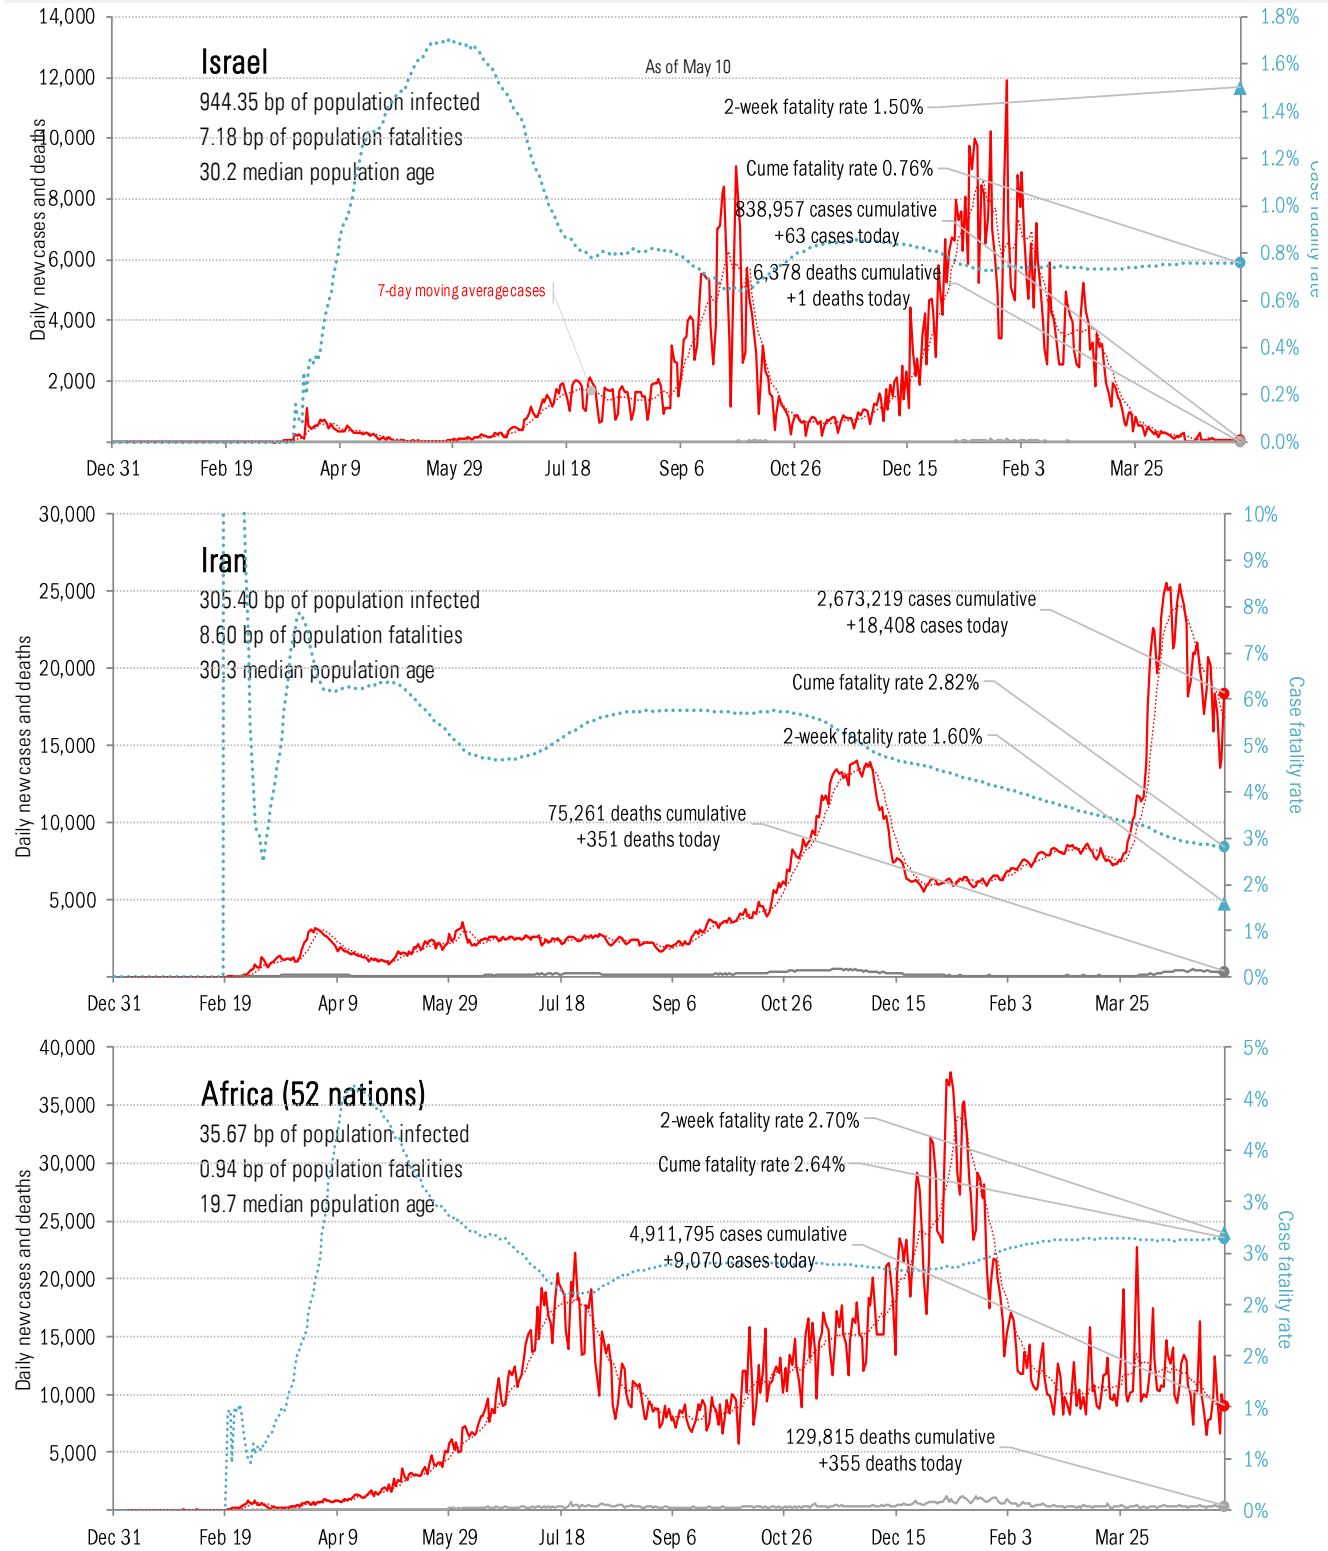 14,000
12,000
10,000
8,000
6,000
4,000
2,000
Daily new cases and deaths
Israel
944.35 bp of population infected
7.18 bp of population fatalities
30.2 median population age
As of May 10
2-week fatality rate 1.50%
Cume fatality rate 0.76%
838,957 cases cumulative
+63 cases today
6,378 deaths cumulative
+1 deaths today
7-day moving average cases
1.8%
1.6%
1.4%
1.2%
1.0%
0.8%
0.6%
0.4%
0.2%
0.0%
Case fatality rate
Dec 31 Feb 19 Apr 9 May 29 Jul 18 Sep 6 Oct 26 Dec 15 Feb 3 Mar 25
30,000
25,000
20,000
15,000
10,000
5,000
Daily new cases and deaths
Iran
305.40 bp of population infected
8.60 bp of population fatalities
30.3 median population age
2,673,219 cases cumulative
+18,408 cases today
Cume fatality rate 2.82%
2-week fatality rate 1.60%
75,261 deaths cumulative
+351 deaths today
10%
9%
8%
7%
6%
5%
4%
3%
2%
1%
0%
Case fatality rate
Dec 31 Feb 19 Apr 9 May 29 Jul 18 Sep 6 Oct 26 Dec 15 Feb 3 Mar 25
40,000
35,000
30,000
25,000
20,000
15,000
10,000
5,000
Daily new cases and deaths
Africa (52 nations)
35.67 bp of population infected
0.94 bp of population fatalities
19.7 median population age
2-week fatality rate 2.70%
Cume fatality rate 2.64%
4,911,795 cases cumulative
+9,070 cases today
129,815 deaths cumulative
+355 deaths today
5%
4%
4%
3%
3%
2%
2%
1%
1%
0%
Case fatality rate
Dec 31 Feb 19 Apr 9 May 29 Jul 18 Sep 6 Oct 26 Dec 15 Feb 3 Mar 25